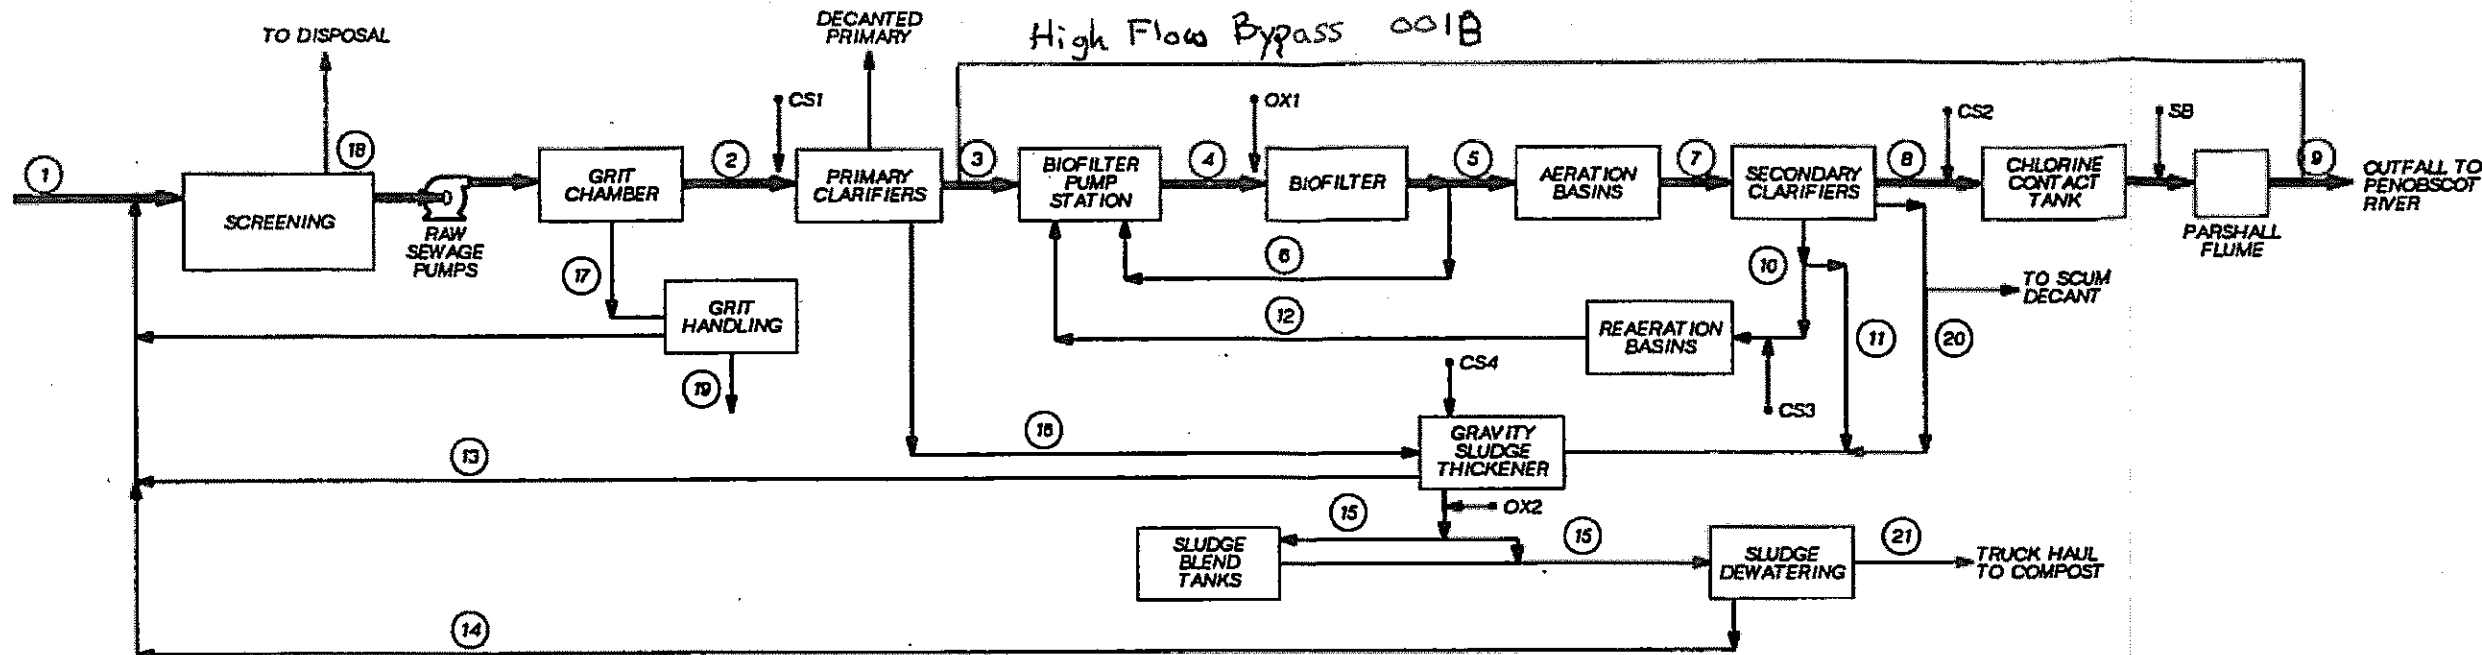 High Flow Bypass 001B
TO DISPOSAL
DECANTED
PRIMARY
CS1
OX1
CS2
SB
1
18
2
3
4
5
7
8
9
SCREENING
RAW
SEWAGE
PUMPS
GRIT
CHAMBER
PRIMARY
CLARIFIERS
BIOFILTER
PUMP
STATION
BIOFILTER
AERATION
BASINS
SECONDARY
CLARIFIERS
CHLORINE
CONTACT
TANK
PARSHALL
FLUME
OUTFALL TO
PENOBSCOT
RIVER
17
6
10
GRIT
HANDLING
TO SCUM
DECANT
12
REAERATION
BASINS
11
20
19
CS4
CS3
16
GRAVITY
SLUDGE
THICKENER
13
OX2
15
15
SLUDGE
BLEND
TANKS
SLUDGE
DEWATERING
21
TRUCK HAUL
TO COMPOST
14